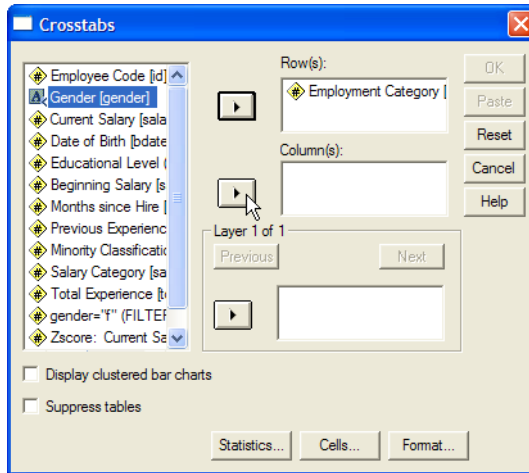 Crosstabs
Employee Code [id]
Gender [gender]
Current Salary [sala
Date of Birth [bdate
Educational Level (
Beginning Salary [s
Months since Hire [
Previous Experienc
Minority Classificatio
Salary Category [sa
Total Experience [t
gender="f" (FILTEF
Zscore: Current Sa
Row(s):
Employment Category [
Column(s):
Layer 1 of 1
Previous
Next
OK
Paste
Reset
Cancel
Help
Display clustered bar charts
Suppress tables
Statistics...
Cells...
Format...